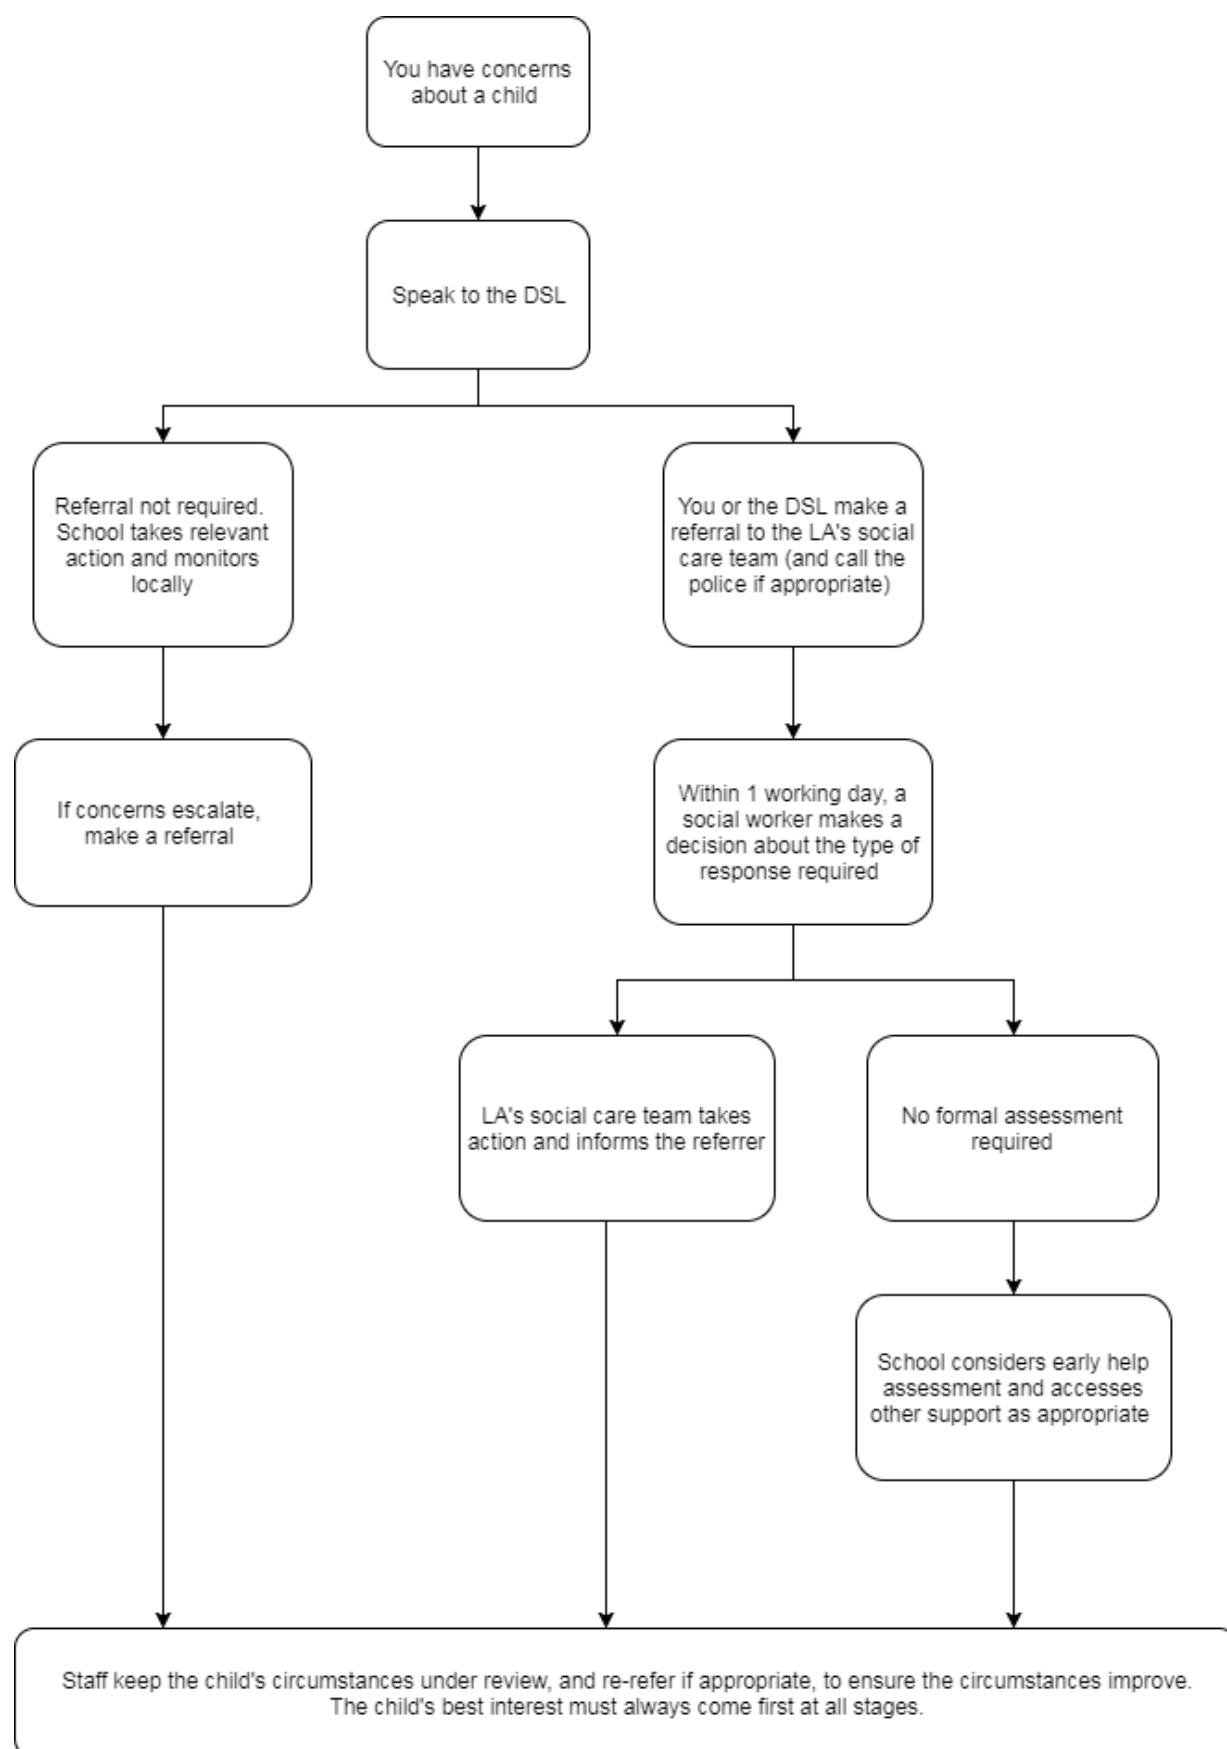 You have concerns
about a child
Speak to the DSL
Referral not required.
School takes relevant
action and monitors
locally
You or the DSL make a
referral to the LA's social
care team (and call the
police if appropriate)
If concerns escalate,
make a referral
Within 1 working day, a
social worker makes a
decision about the type of
response required
LA's social care team takes
action and informs the referrer
No formal assessment
required
School considers early help
assessment and accesses
other support as appropriate
Staff keep the child's circumstances under review, and re-refer if appropriate, to ensure the circumstances improve.
The child's best interest must always come first at all stages.